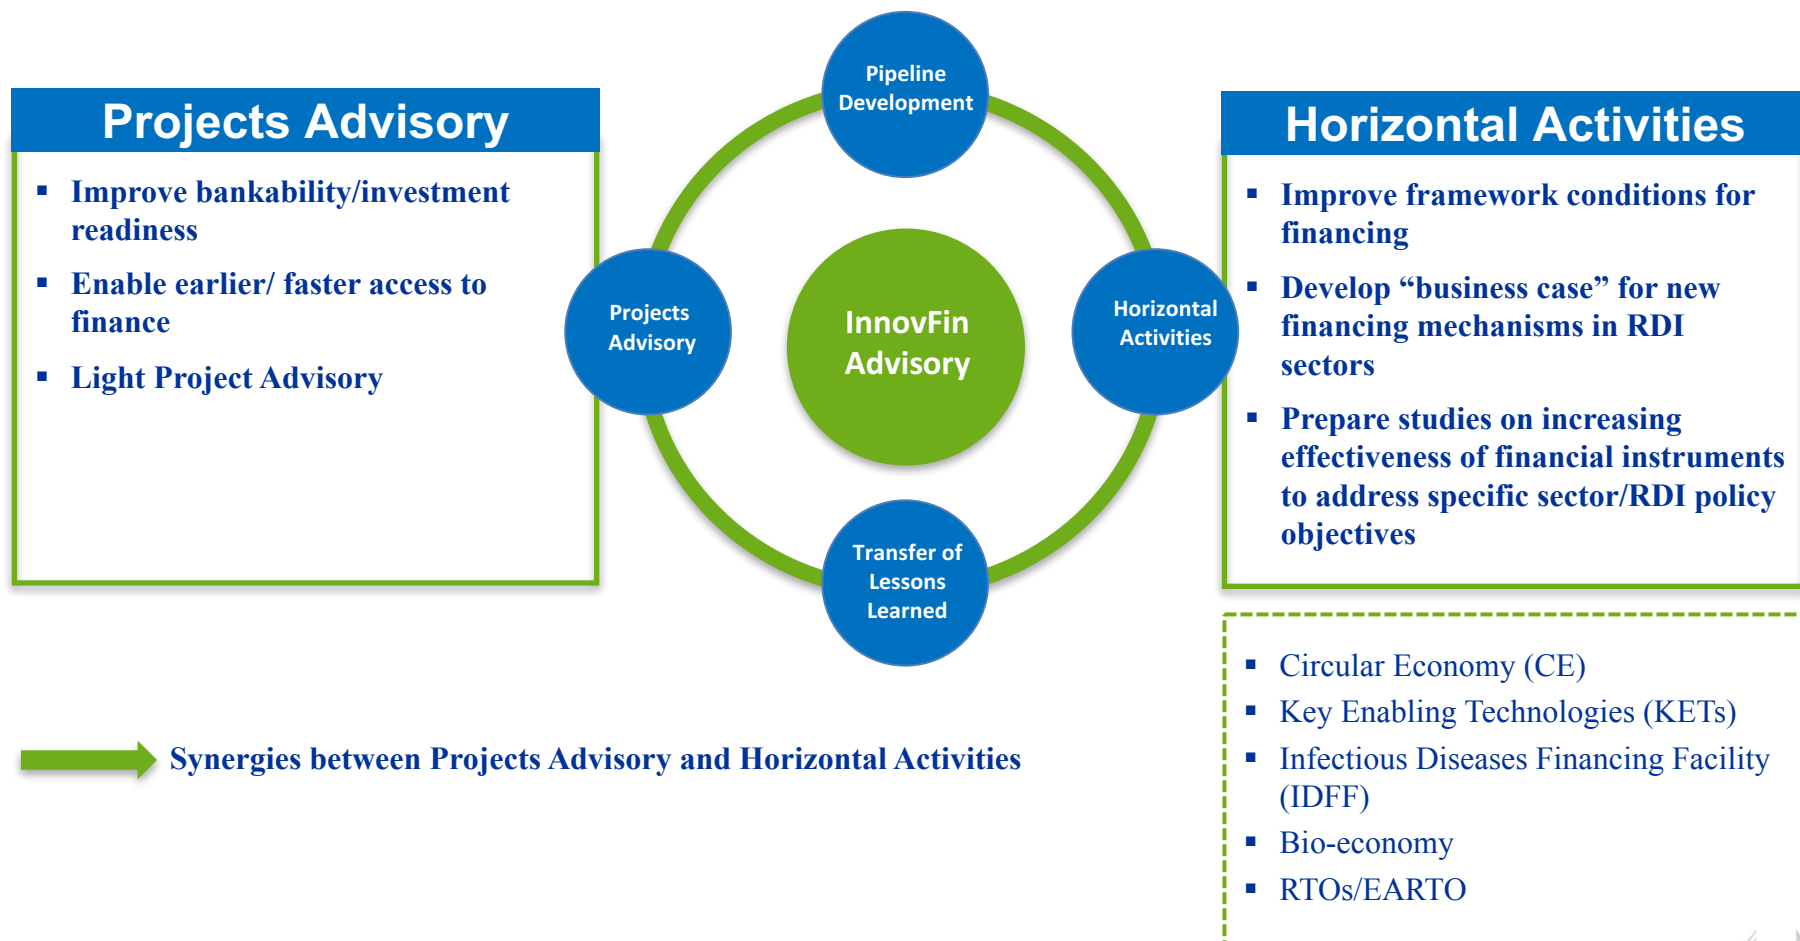 Pipeline
Development
Projects Advisory
▪ Improve bankability/investment
readiness
▪ Enable earlier/ faster access to
finance
▪ Light Project Advisory
Projects
Advisory
InnovFin
Advisory
Horizontal
Activities
Transfer of
Lessons
Learned
Horizontal Activities
▪ Improve framework conditions for
financing
▪ Develop “business case” for new
financing mechanisms in RDI
sectors
▪ Prepare studies on increasing
effectiveness of financial instruments
to address specific sector/RDI policy
objectives
Synergies between Projects Advisory and Horizontal Activities
▪ Circular Economy (CE)
▪ Key Enabling Technologies (KETs)
▪ Infectious Diseases Financing Facility
(IDFF)
▪ Bio-economy
▪ RTOs/EARTO